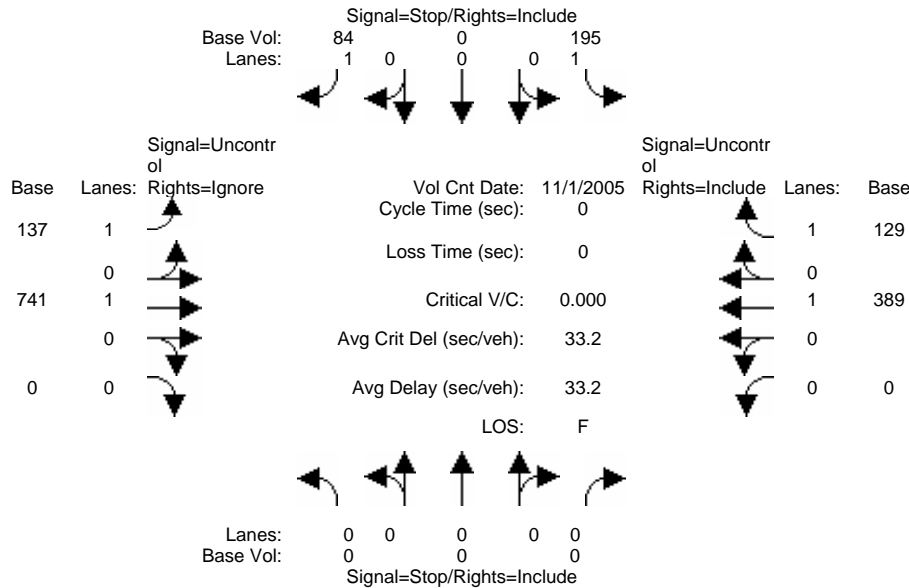 Signal=Stop/Rights=Include
Base Vol: 84 0 195
Lanes: 1 0 0 0 1
Signal=Uncontr
ol
Signal=Uncontr
ol
Base Lanes: Rights=Ignore Vol Cnt Date: 11/1/2005 Rights=Include Lanes: Base
Cycle Time (sec): 0
137 1 1 129
Loss Time (sec): 0
0 0
741 1 Critical V/C: 0.000 1 389
0 Avg Crit Del (sec/veh): 33.2 0
0 0 Avg Delay (sec/veh): 33.2 0 0
LOS: F
Lanes: 0 0 0 0 0
Base Vol: 0 0 0
Signal=Stop/Rights=Include